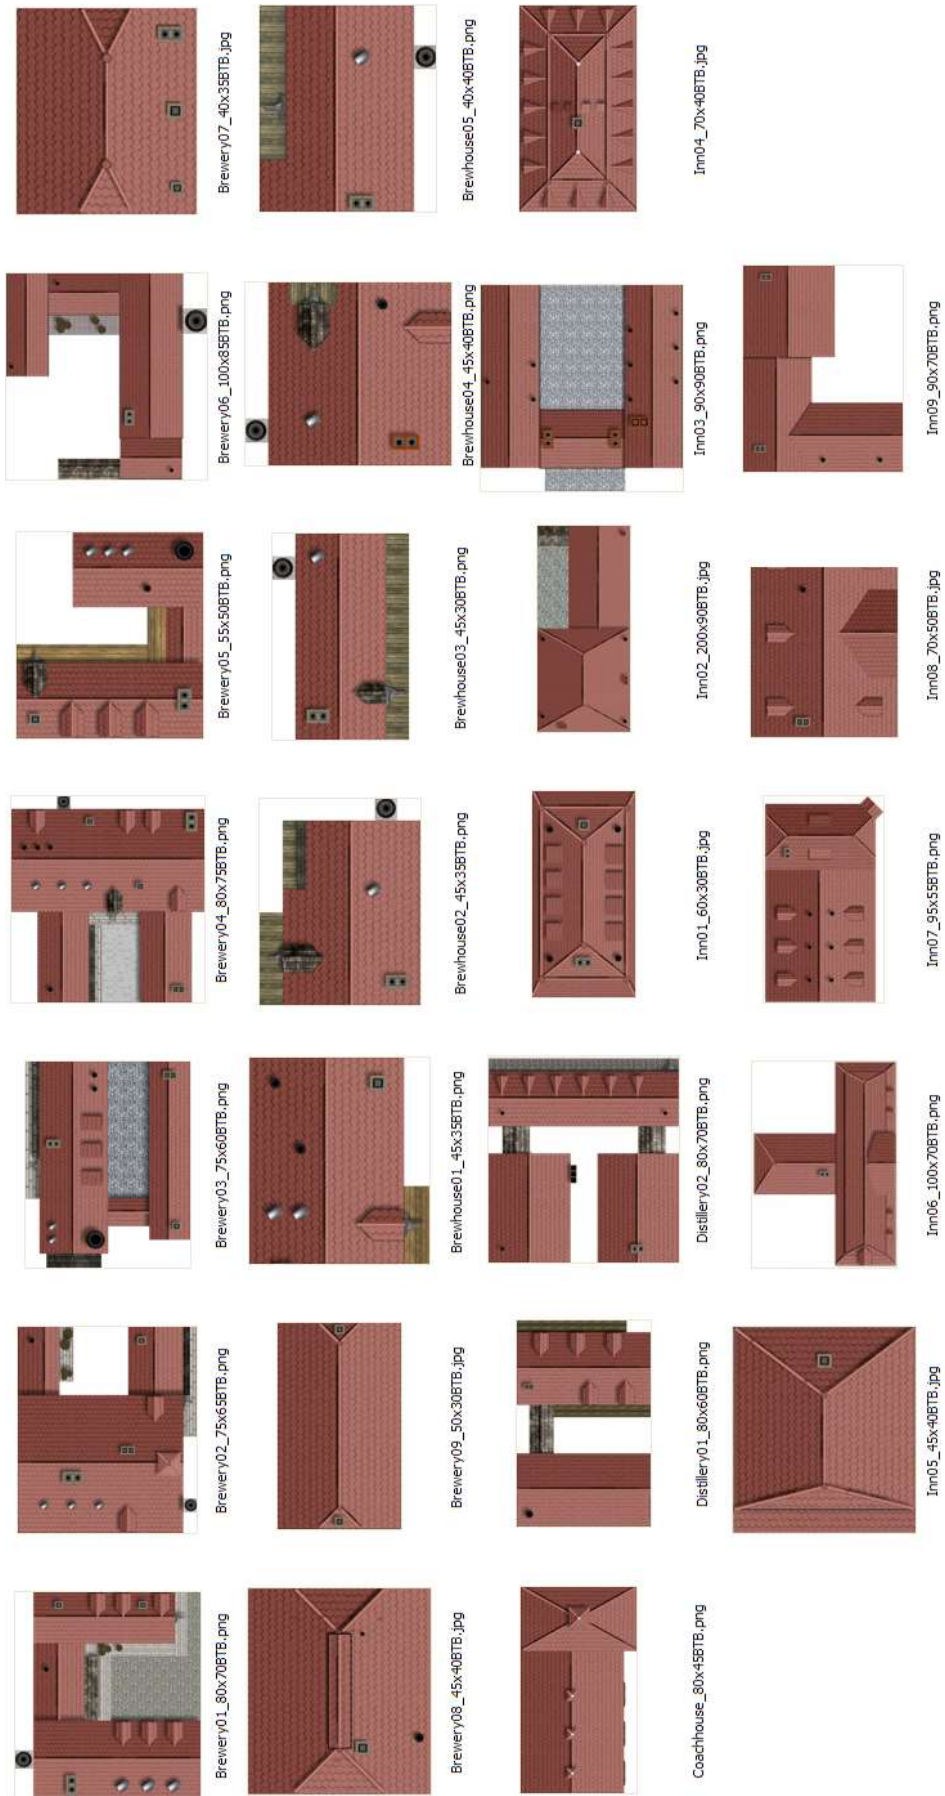 Brewery01_80x70BTB.png
Brewery02_75x65BTB.png
Brewery03_75x60BTB.png
Brewery04_80x75BTB.png
Brewery05_55x50BTB.png
Brewery06_100x85BTB.png
Brewery07_40x35BTB.jpg
Brewery08_45x40BTB.jpg
Brewery09_50x30BTB.jpg
Brewhouse01_45x35BTB.png
Brewhouse02_45x35BTB.png
Brewhouse03_45x30BTB.png
Brewhouse04_45x40BTB.png
Brewhouse05_40x40BTB.png
Coachhouse_80x45BTB.png
Distillery01_80x60BTB.png
Distillery02_80x70BTB.png
Inn01_60x30BTB.jpg
Inn02_200x90BTB.jpg
Inn03_90x90BTB.png
Inn04_70x40BTB.jpg
Inn05_45x40BTB.jpg
Inn06_100x70BTB.png
Inn07_95x55BTB.png
Inn08_70x50BTB.jpg
Inn09_90x70BTB.png